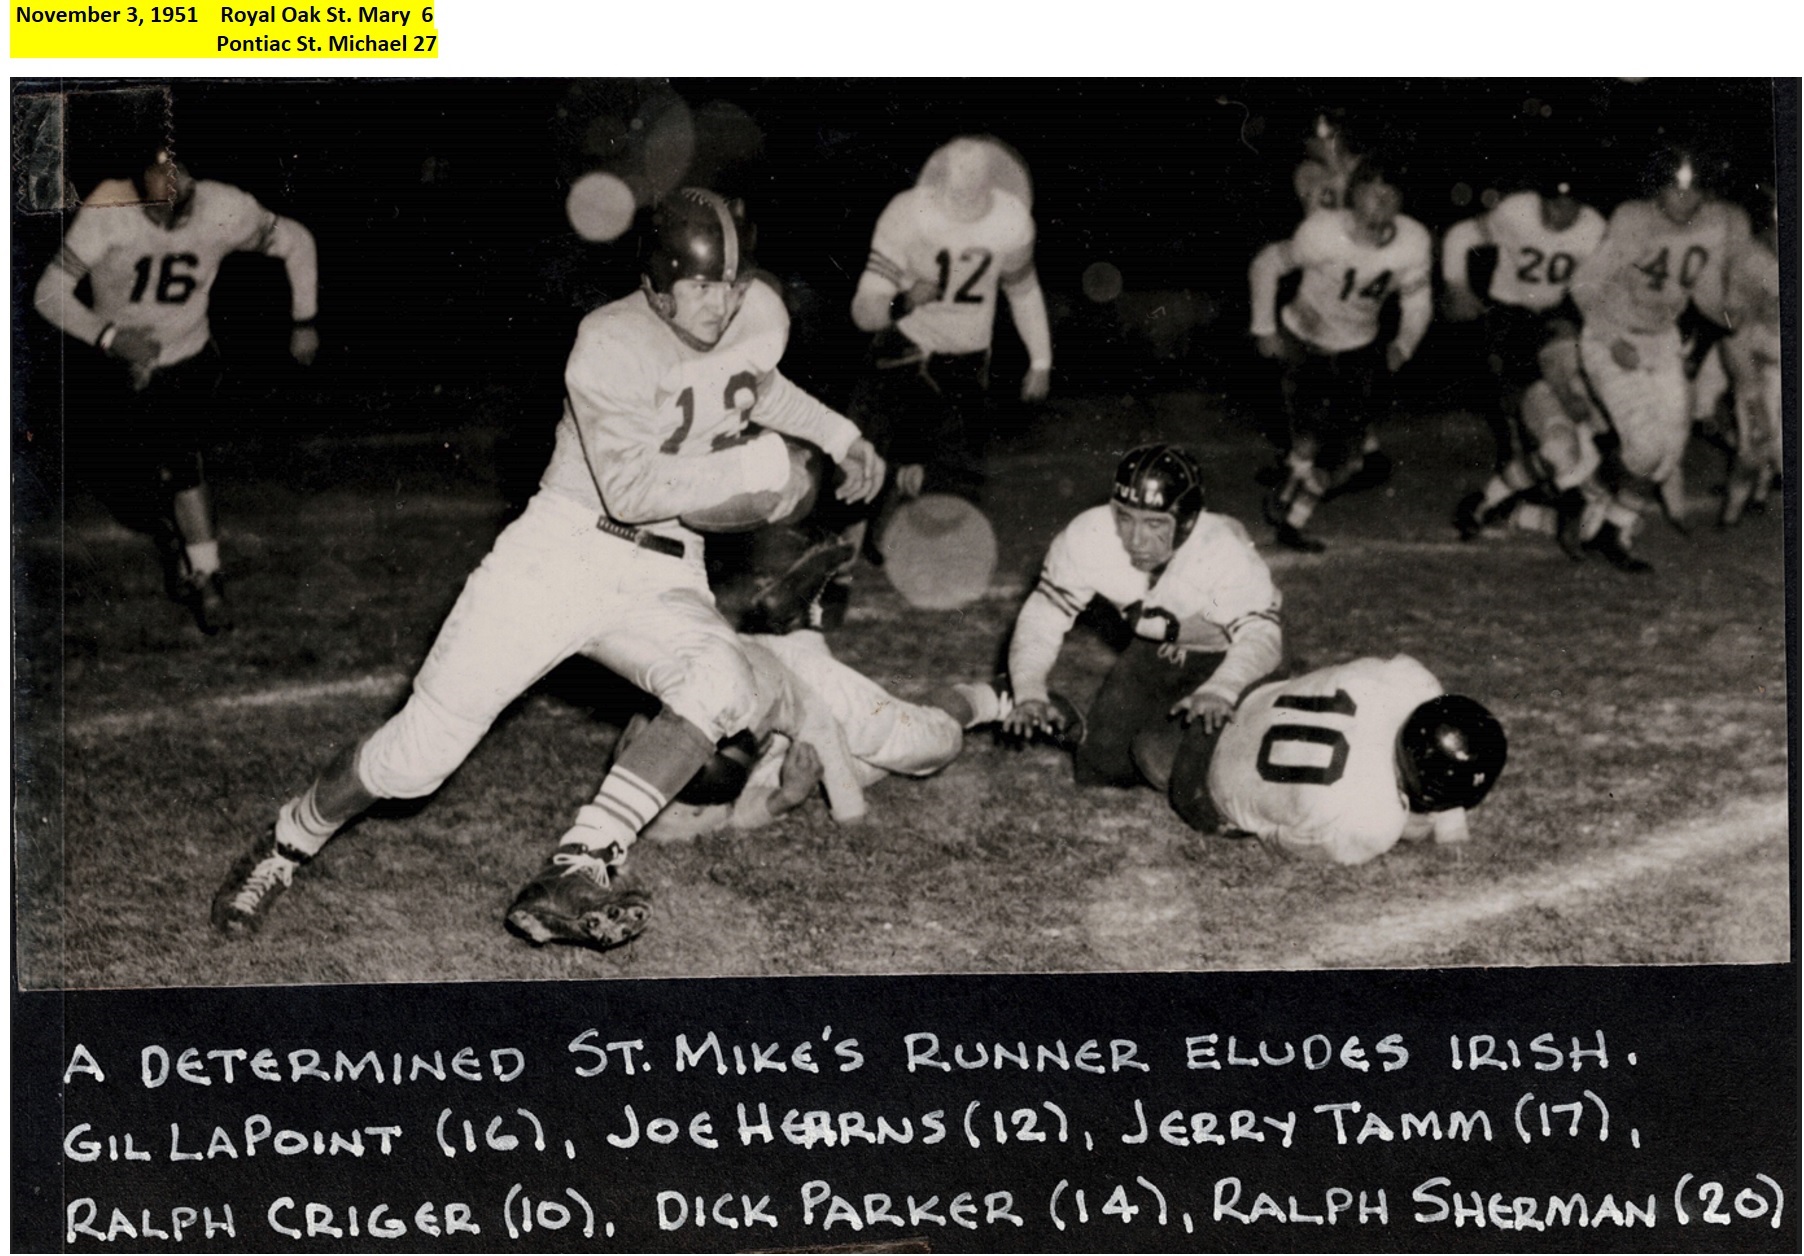 November 3, 1951 Royal Oak St. Mary 6
Pontiac St. Michael 27
16
12
14
20
40
13
10
A DETERMINED ST. MIKE'S RUNNER ELUDES IRISH.
GIL LAPOINT (16), JOE HEARNS (12), JERRY TAMM (17),
RALPH CRIGER (10), DICK PARKER (14), RALPH SHERMAN (20)